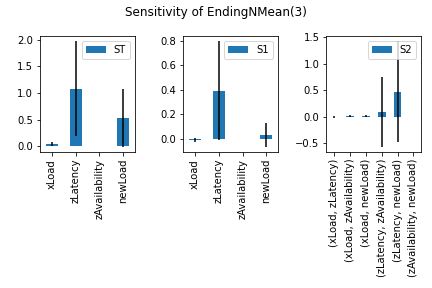 Sensitivity of EndingNMean(3)
2.0
1.5
1.0
0.5
0.0
ST
xLoad
zLatency
zAvailability
newLoad
0.8
0.6
0.4
0.2
0.0
S1
xLoad
zLatency
zAvailability
newLoad
1.5
1.0
0.5
0.0
−0.5
S2
(xLoad, zLatency)
(xLoad, zAvailability)
(xLoad, newLoad)
(zLatency, zAvailability)
(zLatency, newLoad)
(zAvailability, newLoad)